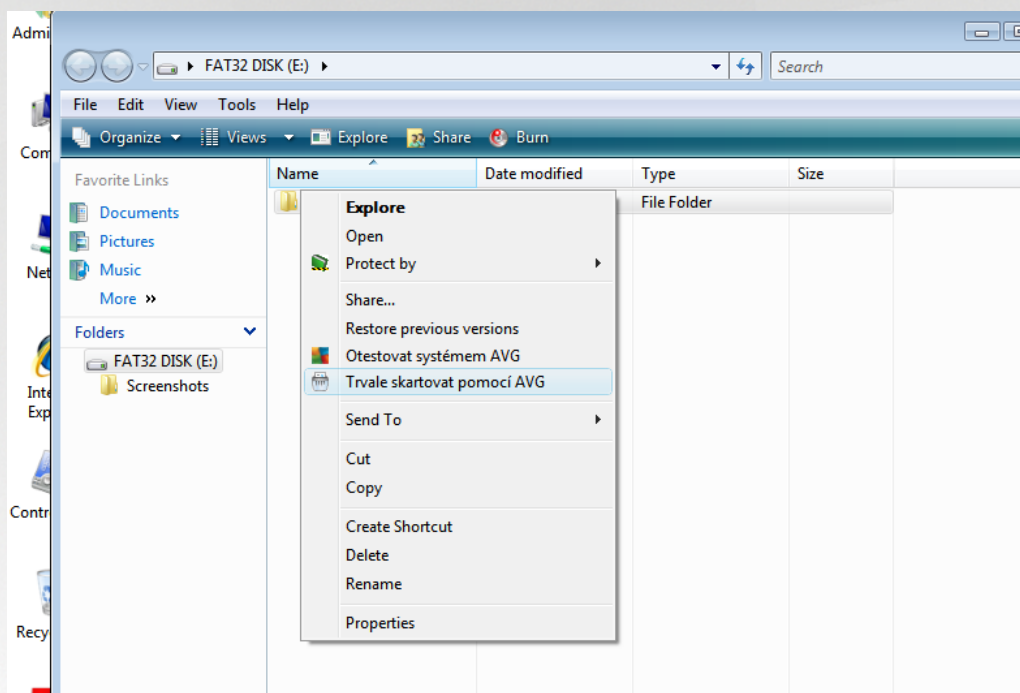 Admi
FAT32 DISK (E:)
Search
File Edit View Tools Help
Organize Views Explore Share Burn
Com
Favorite Links
Name Date modified Type Size
Documents
File Folder
Pictures
Music
Net
More »
Folders
FAT32 DISK (E:)
Screenshots
Inte
Exp
Contr
Recy
Explore
Open
Protect by
Share...
Restore previous versions
Otestovat systémem AVG
Trvale skartovat pomocí AVG
Send To
Cut
Copy
Create Shortcut
Delete
Rename
Properties